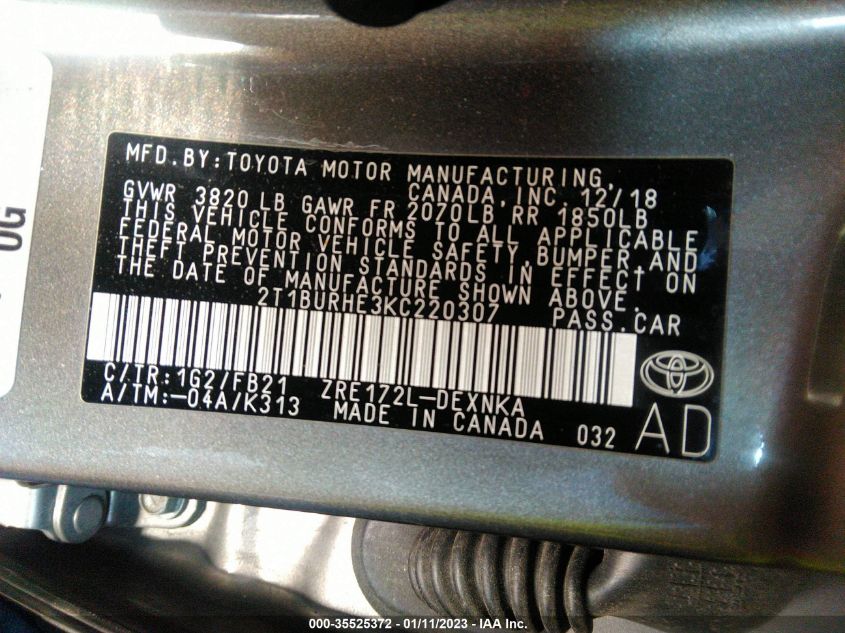 OG
MFD.BY:TOYOTA MOTOR MANUFACTURING,
CANADA, INC. 12/18
GVWR 3820 LB GAWR FR 2070LB RR 1850LB
THIS VEHICLE CONFORMS TO ALL APPLICABLE
FEDERAL MOTOR VEHICLE SAFETY, BUMPER, AND
THEFT PREVENTION STANDARDS IN EFFECT ON
THE DATE OF MANUFACTURE SHOWN ABOVE.
2T1BURHE3KC220307 PASS.CAR
C/TR:1G2/FB21 ZRE172L-DEXNKA
A/TM:-04A/K313 MADE IN CANADA 032 AD
000-35525372 - 01/11/2023 - IAA Inc.